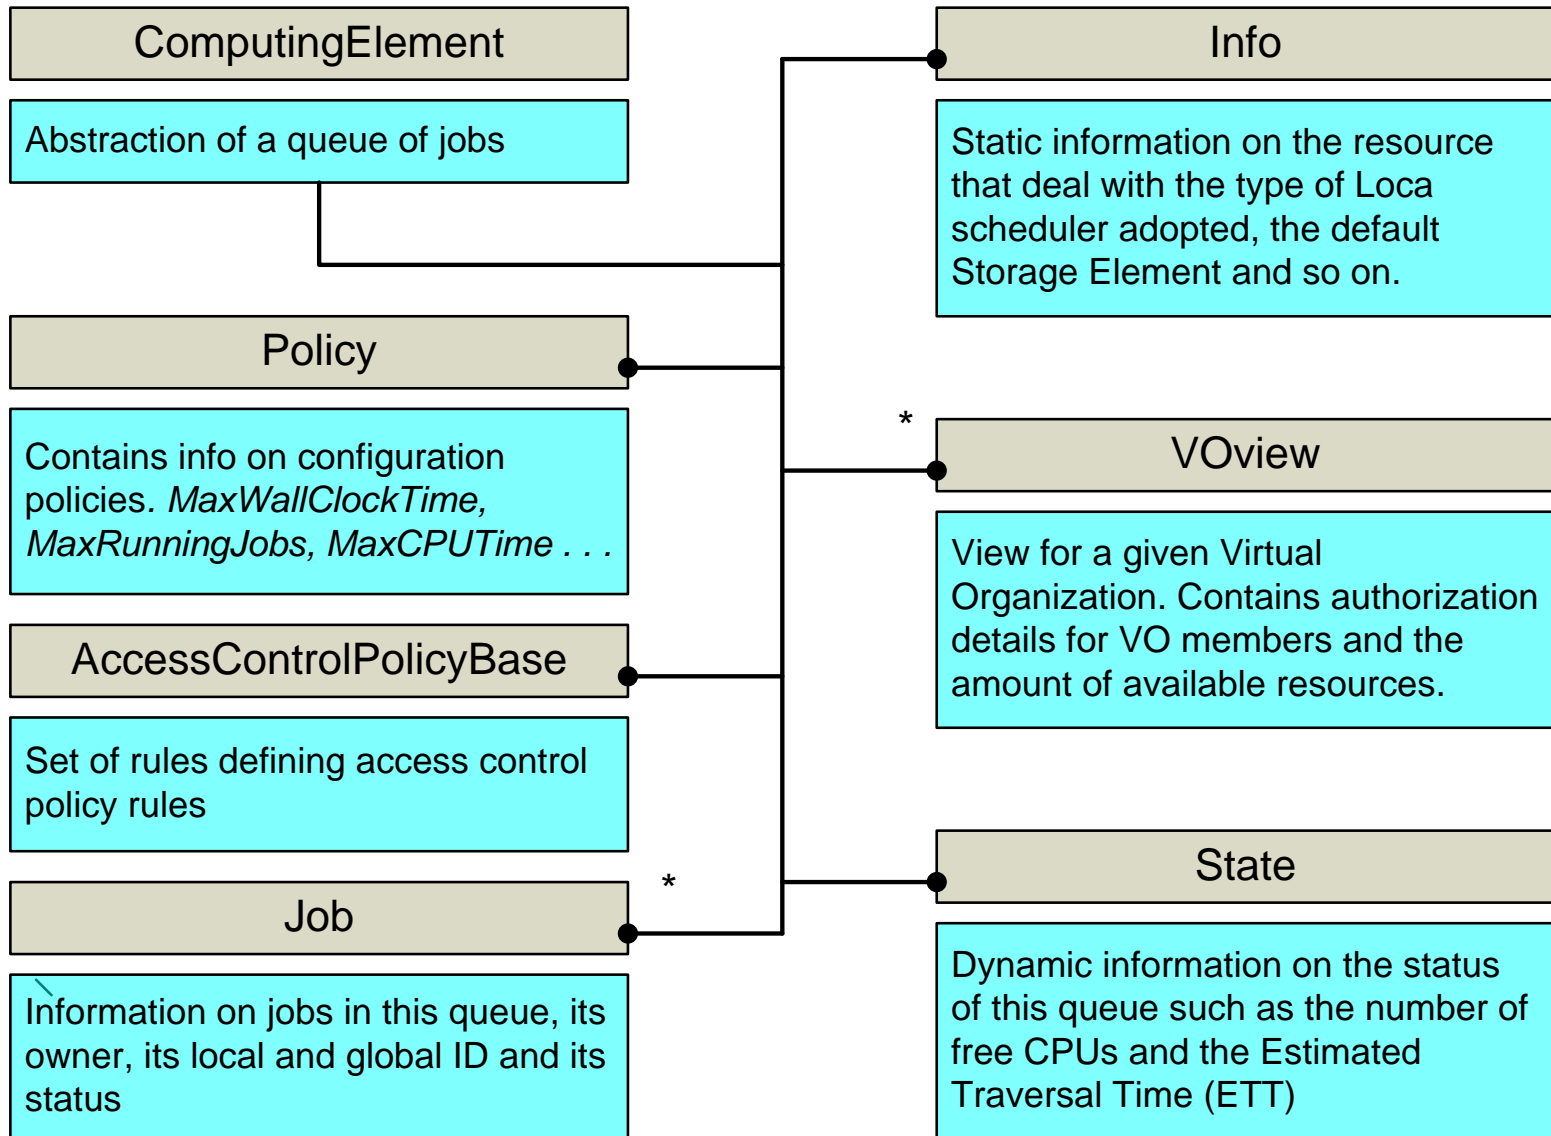 ComputingElement
Abstraction of a queue of jobs
Info
Static information on the resource
that deal with the type of Loca
scheduler adopted, the default
Storage Element and so on.
Policy
Contains info on configuration
policies. MaxWallClockTime,
MaxRunningJobs, MaxCPUTime . . .
*
VOview
View for a given Virtual
Organization. Contains authorization
details for VO members and the
amount of available resources.
AccessControlPolicyBase
Set of rules defining access control
policy rules
*
Job
Information on jobs in this queue, its
owner, its local and global ID and its
status
State
Dynamic information on the status
of this queue such as the number of
free CPUs and the Estimated
Traversal Time (ETT)